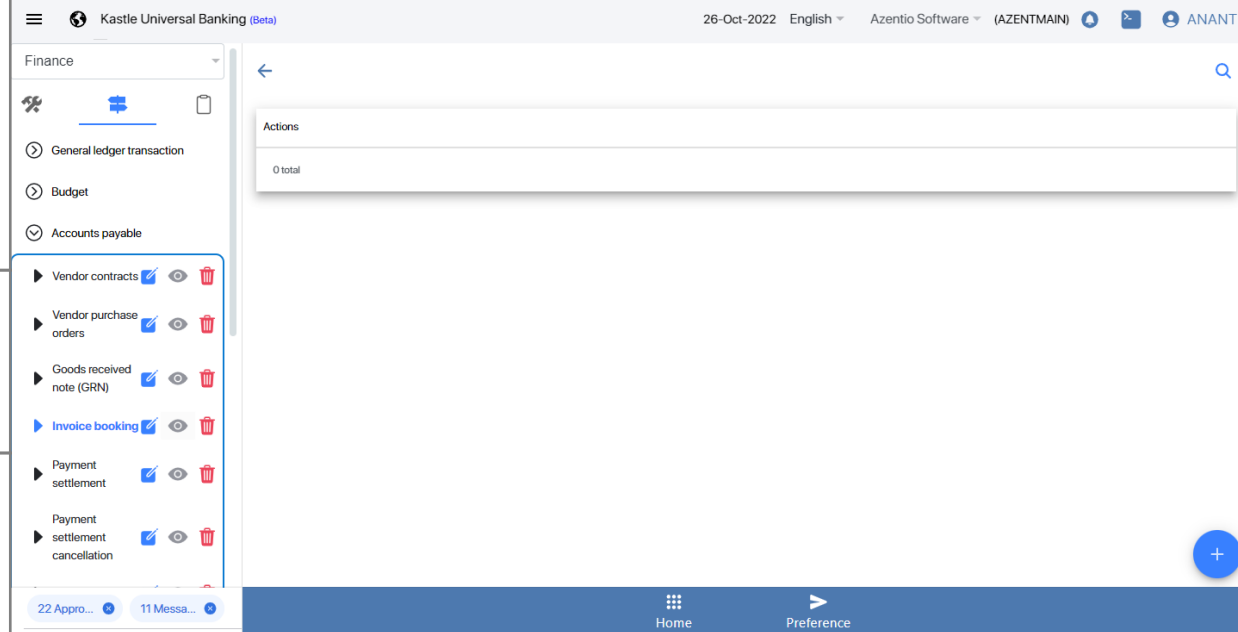 Kastle Universal Banking (Beta)
26-Oct-2022 English Azentio Software (AZENTMAIN) ANANT
Finance
General ledger transaction
Budget
Accounts payable
Vendor contracts
Vendor purchase
orders
Goods received
note (GRN)
Invoice booking
Payment
settlement
Payment
settlement
cancellation
22 Appro...
11 Messa...
Actions
0 total
Home
Preference